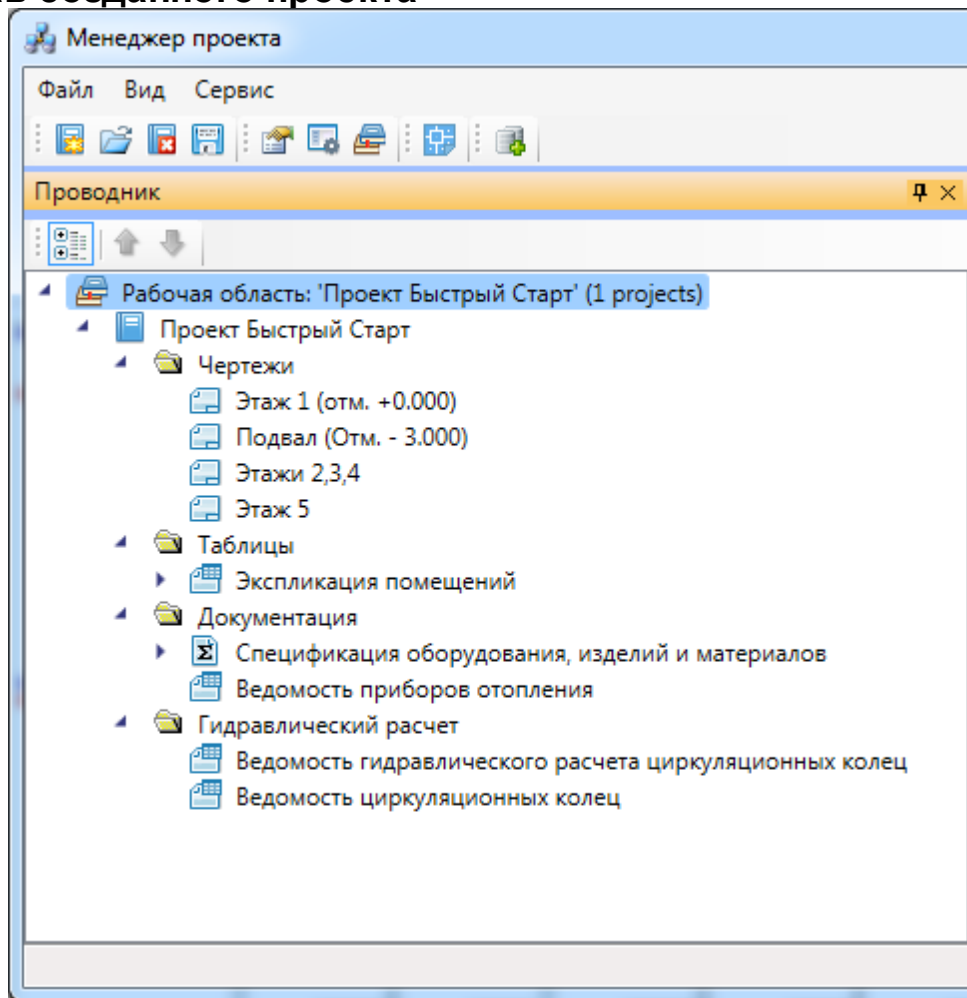 созданного проекта
Менеджер проекта
Файл Вид Сервис
Проводник
Рабочая область: 'Проект Быстрый Старт' (1 projects)
Проект Быстрый Старт
Чертежи
Этаж 1 (отм. +0.000)
Подвал (Отм. - 3.000)
Этажи 2,3,4
Этаж 5
Таблицы
Экспликация помещений
Документация
Спецификация оборудования, изделий и материалов
Ведомость приборов отопления
Гидравлический расчет
Ведомость гидравлического расчета циркуляционных колец
Ведомость циркуляционных колец